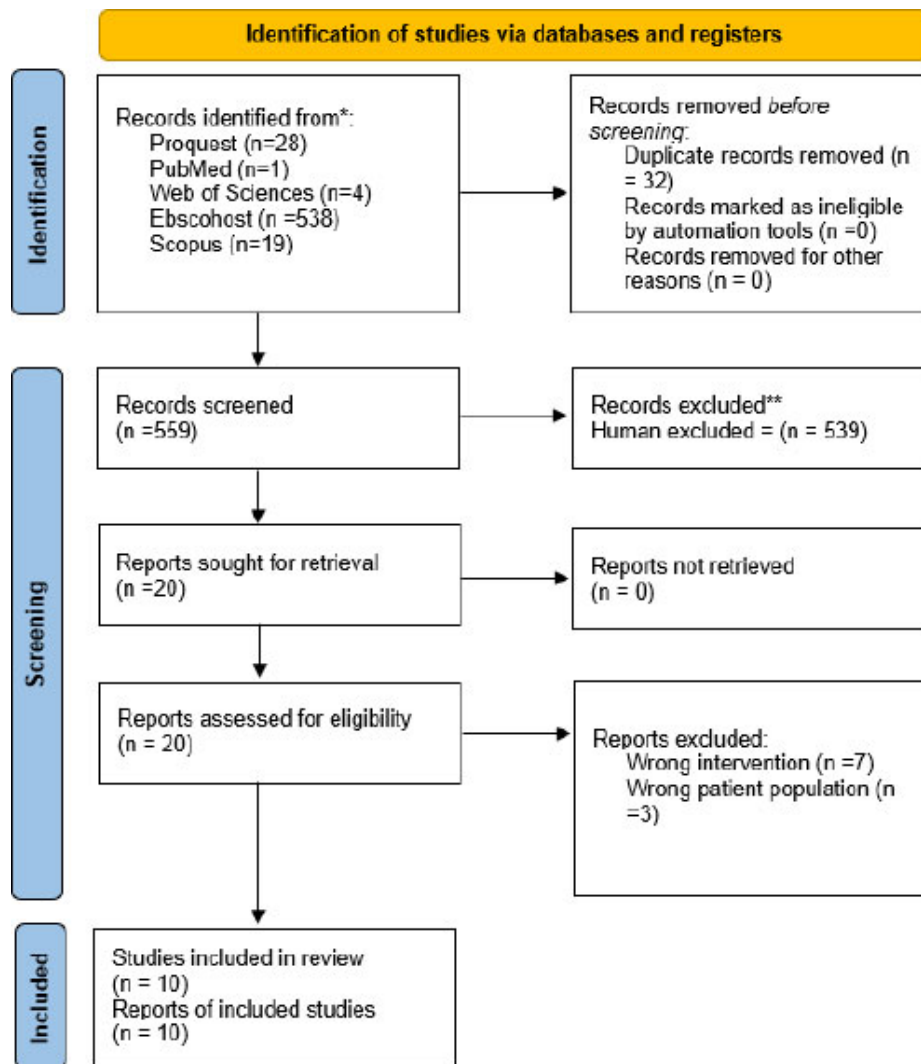 Identification of studies via databases and registers
Identification
Records identified from*:
Proquest (n=28)
PubMed (n=1)
Web of Sciences (n=4)
Ebscohost (n =538)
Scopus (n=19)
Records removed before
screening:
Duplicate records removed (n
= 32)
Records marked as ineligible
by automation tools (n =0)
Records removed for other
reasons (n = 0)
Screening
Records screened
(n =559)
Records excluded**
Human excluded = (n = 539)
Reports sought for retrieval
(n =20)
Reports not retrieved
(n = 0)
Reports assessed for eligibility
(n = 20)
Reports excluded:
Wrong intervention (n =7)
Wrong patient population (n
=3)
Included
Studies included in review
(n = 10)
Reports of included studies
(n = 10)